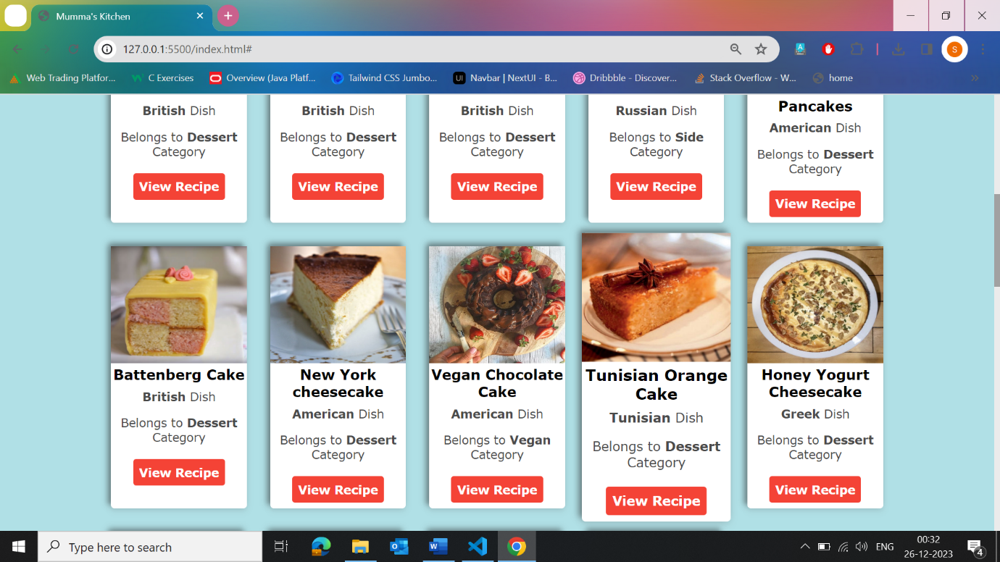 Mumma's Kitchen
127.0.0.1:5500/index.html#
S
Web Trading Platfor...
C Exercises
Overview (Java Platf...
Tailwind CSS Jumbo...
UI
Navbar | NextUI - B...
Dribbble - Discover...
Stack Overflow - W...
home
British Dish
Belongs to Dessert
Category
View Recipe
British Dish
Belongs to Dessert
Category
View Recipe
British Dish
Belongs to Dessert
Category
View Recipe
Russian Dish
Belongs to Side
Category
View Recipe
Pancakes
American Dish
Belongs to Dessert
Category
View Recipe
Battenberg Cake
British Dish
Belongs to Dessert
Category
View Recipe
New York
cheesecake
American Dish
Belongs to Dessert
Category
View Recipe
Vegan Chocolate
Cake
American Dish
Belongs to Vegan
Category
View Recipe
Tunisian Orange
Cake
Tunisian Dish
Belongs to Dessert
Category
View Recipe
Honey Yogurt
Cheesecake
Greek Dish
Belongs to Dessert
Category
View Recipe
Type here to search
ENG
00:32
26-12-2023
4